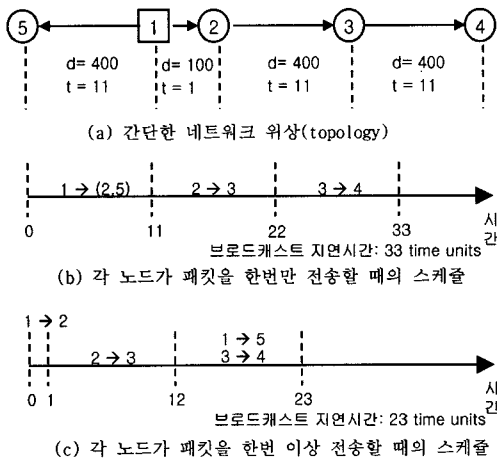 5 1 2 3 4
d= 400 d= 100 d= 400 d= 400
t = 11 t = 1 t = 11 t = 11
(a) 간단한 네트워크 위상(topology)
1 → (2,5) 2 → 3 3 → 4
0 11 22 33 시간
브로드캐스트 지연시간: 33 time units
(b) 각 노드가 패킷을 한번만 전송할 때의 스케쥴
1 → 2
1 → 5
2 → 3 3 → 4
0 1 12 23 시간
브로드캐스트 지연시간: 23 time units
(c) 각 노드가 패킷을 한번 이상 전송할 때의 스케쥴